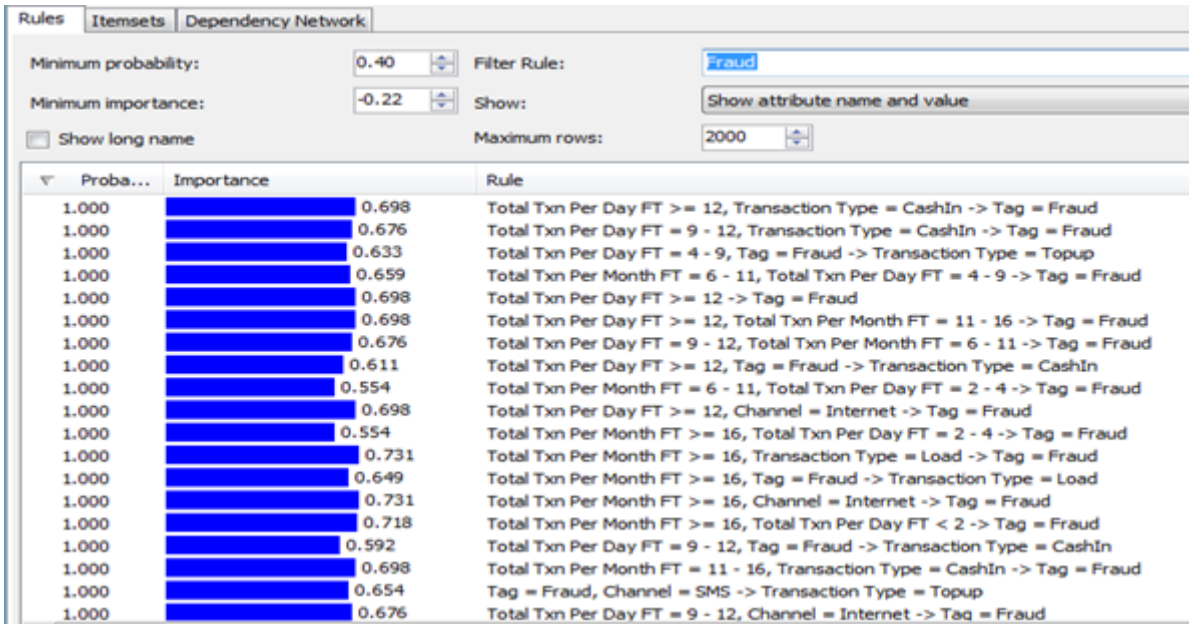 Rules Itemsets Dependency Network
Minimum probability: 0.40 Filter Rule: Fraud
Minimum importance: -0.22 Show: Show attribute name and value
Show long name Maximum rows: 2000
Proba... Importance Rule
1.000 0.698 Total Txn Per Day FT >= 12, Transaction Type = CashIn -> Tag = Fraud
1.000 0.676 Total Txn Per Day FT = 9 - 12, Transaction Type = CashIn -> Tag = Fraud
1.000 0.633 Total Txn Per Day FT = 4 - 9, Tag = Fraud -> Transaction Type = Topup
1.000 0.659 Total Txn Per Month FT = 6 - 11, Total Txn Per Day FT = 4 - 9 -> Tag = Fraud
1.000 0.698 Total Txn Per Day FT >= 12 -> Tag = Fraud
1.000 0.698 Total Txn Per Day FT >= 12, Total Txn Per Month FT = 11 - 16 -> Tag = Fraud
1.000 0.676 Total Txn Per Day FT = 9 - 12, Total Txn Per Month FT = 6 - 11 -> Tag = Fraud
1.000 0.611 Total Txn Per Day FT >= 12, Tag = Fraud -> Transaction Type = CashIn
1.000 0.554 Total Txn Per Month FT = 6 - 11, Total Txn Per Day FT = 2 - 4 -> Tag = Fraud
1.000 0.698 Total Txn Per Day FT >= 12, Channel = Internet -> Tag = Fraud
1.000 0.554 Total Txn Per Month FT >= 16, Total Txn Per Day FT = 2 - 4 -> Tag = Fraud
1.000 0.731 Total Txn Per Month FT >= 16, Transaction Type = Load -> Tag = Fraud
1.000 0.649 Total Txn Per Month FT >= 16, Tag = Fraud -> Transaction Type = Load
1.000 0.731 Total Txn Per Month FT >= 16, Channel = Internet -> Tag = Fraud
1.000 0.718 Total Txn Per Month FT >= 16, Total Txn Per Day FT < 2 -> Tag = Fraud
1.000 0.592 Total Txn Per Day FT = 9 - 12, Tag = Fraud -> Transaction Type = CashIn
1.000 0.698 Total Txn Per Month FT = 11 - 16, Transaction Type = CashIn -> Tag = Fraud
1.000 0.654 Tag = Fraud, Channel = SMS -> Transaction Type = Topup
1.000 0.676 Total Txn Per Day FT = 9 - 12, Channel = Internet -> Tag = Fraud